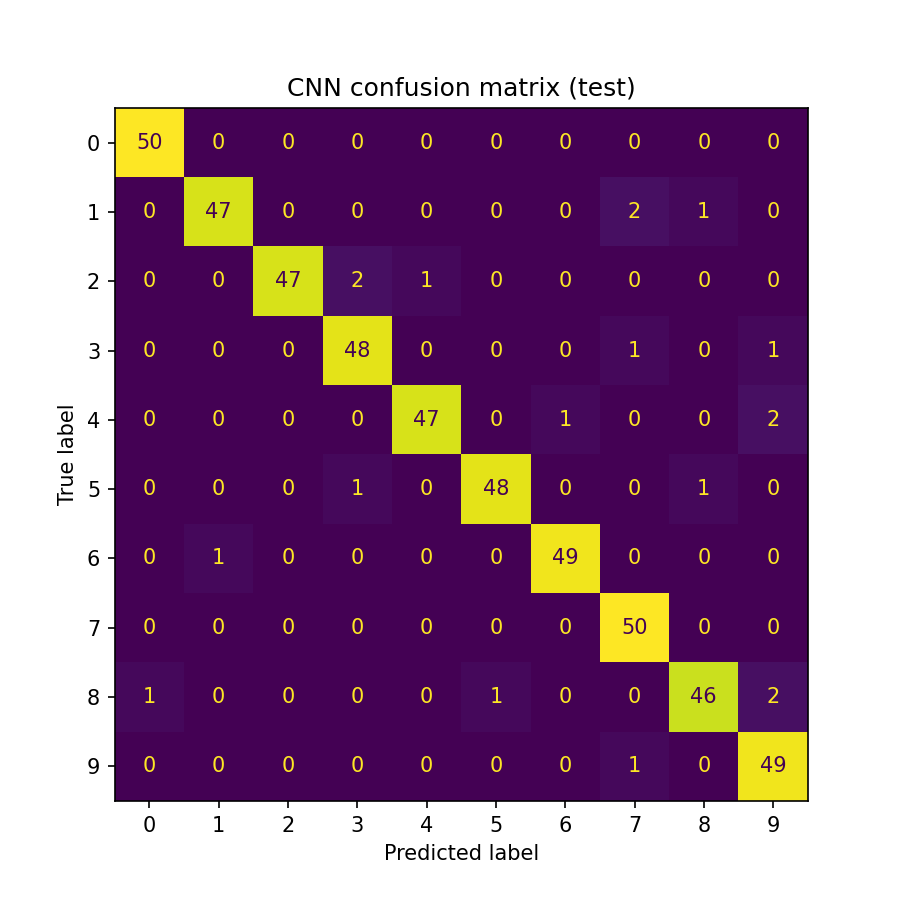 CNN confusion matrix (test)
0 50 0 0 0 0 0 0 0 0 0
1 0 47 0 0 0 0 0 2 1 0
2 0 0 47 2 1 0 0 0 0 0
3 0 0 0 48 0 0 0 1 0 1
4 0 0 0 0 47 0 1 0 0 2
5 0 0 0 1 0 48 0 0 1 0
6 0 1 0 0 0 0 49 0 0 0
7 0 0 0 0 0 0 0 50 0 0
8 1 0 0 0 0 1 0 0 46 2
9 0 0 0 0 0 0 0 1 0 49
0 1 2 3 4 5 6 7 8 9
Predicted label
True label